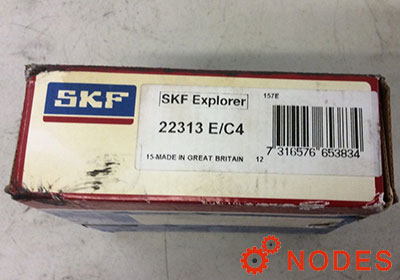 SKF
SKF Explorer
157E
22313 E/C4
15-MADE IN GREAT BRITAIN 12
7 316576 653834
NODES